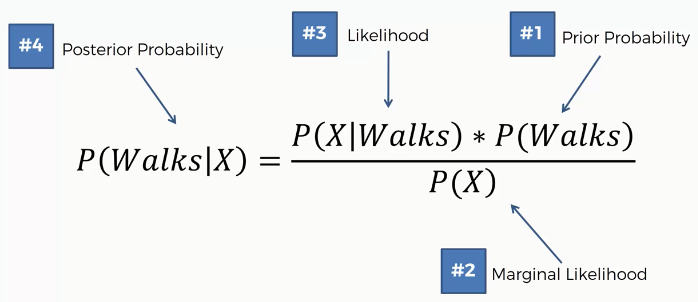 #4 Posterior Probability
#3 Likelihood
#1 Prior Probability
P(Walks|X) = P(X|Walks) * P(Walks)
P(X)
#2 Marginal Likelihood